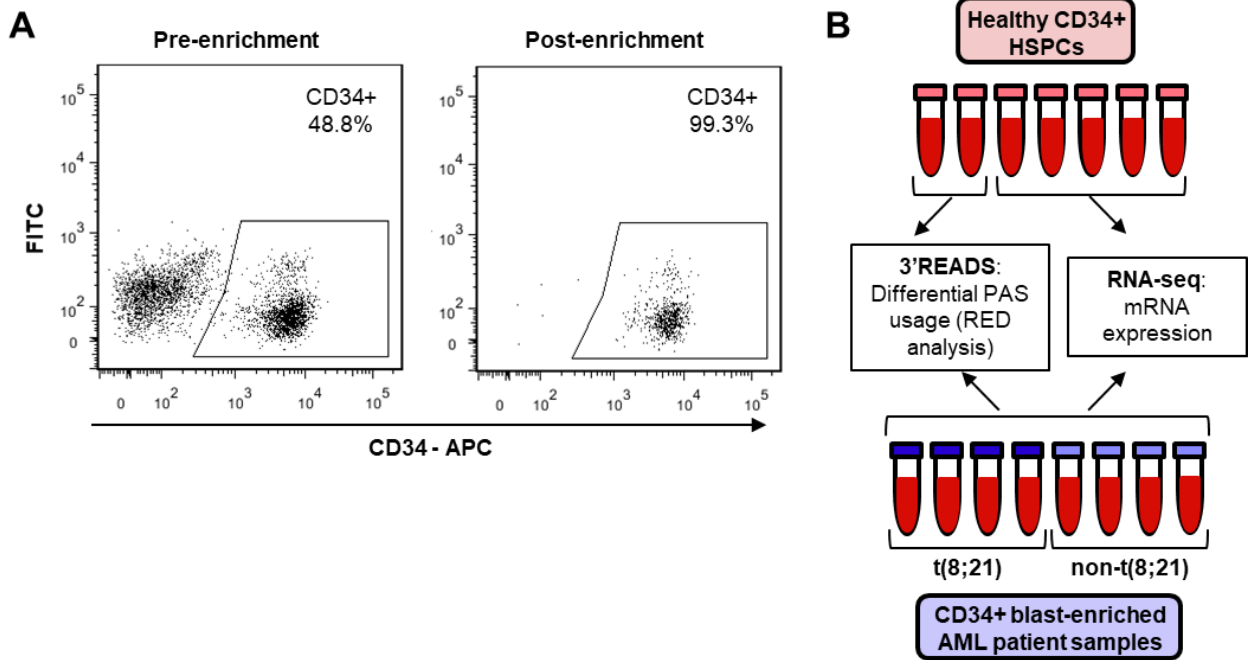 A
Pre-enrichment
CD34+
48.8%
10^5
10^4
10^3
10^2
0
FITC
0
10^2
10^3
10^4
10^5
Post-enrichment
CD34+
99.3%
10^5
10^4
10^3
10^2
0
0
10^2
10^3
10^4
10^5
CD34 - APC
B
Healthy CD34+
HSPCs
3'READS:
Differential PAS
usage (RED
analysis)
RNA-seq:
mRNA
expression
t(8;21)
non-t(8;21)
CD34+ blast-enriched
AML patient samples